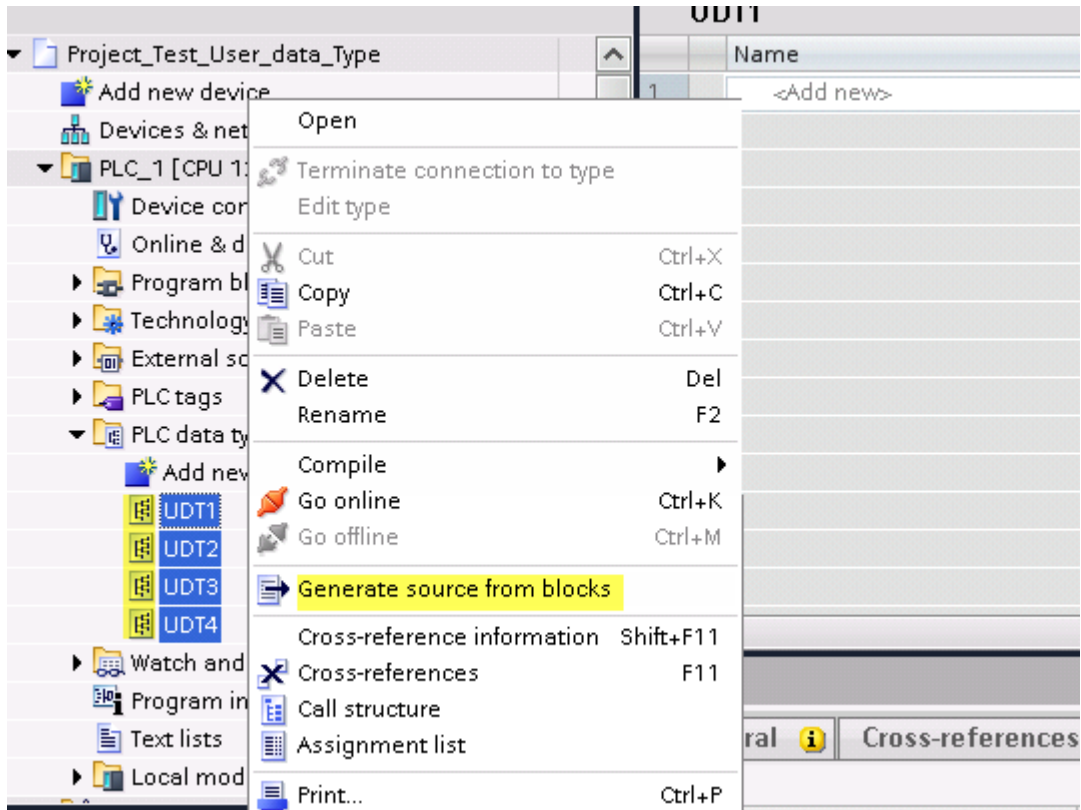 UDT1
Project_Test_User_data_Type
Name
Add new device
1
<Add new>
Devices & net
PLC_1 [CPU 1
Device con
Online & d
Program bl
Technology
External so
PLC tags
PLC data ty
Add new
UDT1
UDT2
UDT3
UDT4
Watch and
Program in
Text lists
Local mod
Open
Terminate connection to type
Edit type
Cut Ctrl+X
Copy Ctrl+C
Paste Ctrl+V
Delete Del
Rename F2
Compile
Go online Ctrl+K
Go offline Ctrl+M
Generate source from blocks
Cross-reference information Shift+F11
Cross-references F11
Call structure
Assignment list
Print... Ctrl+P
ral
Cross-references